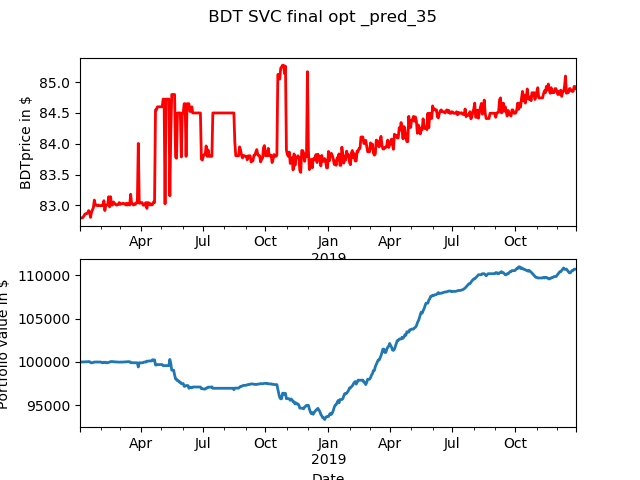 BDT SVC final opt _pred_35
BDTprice in $
85.0
84.5
84.0
83.5
83.0
Apr Jul Oct Jan Apr Jul Oct
2019
Portfolio value in $
110000
105000
100000
95000
Apr Jul Oct Jan Apr Jul Oct
2019
Date